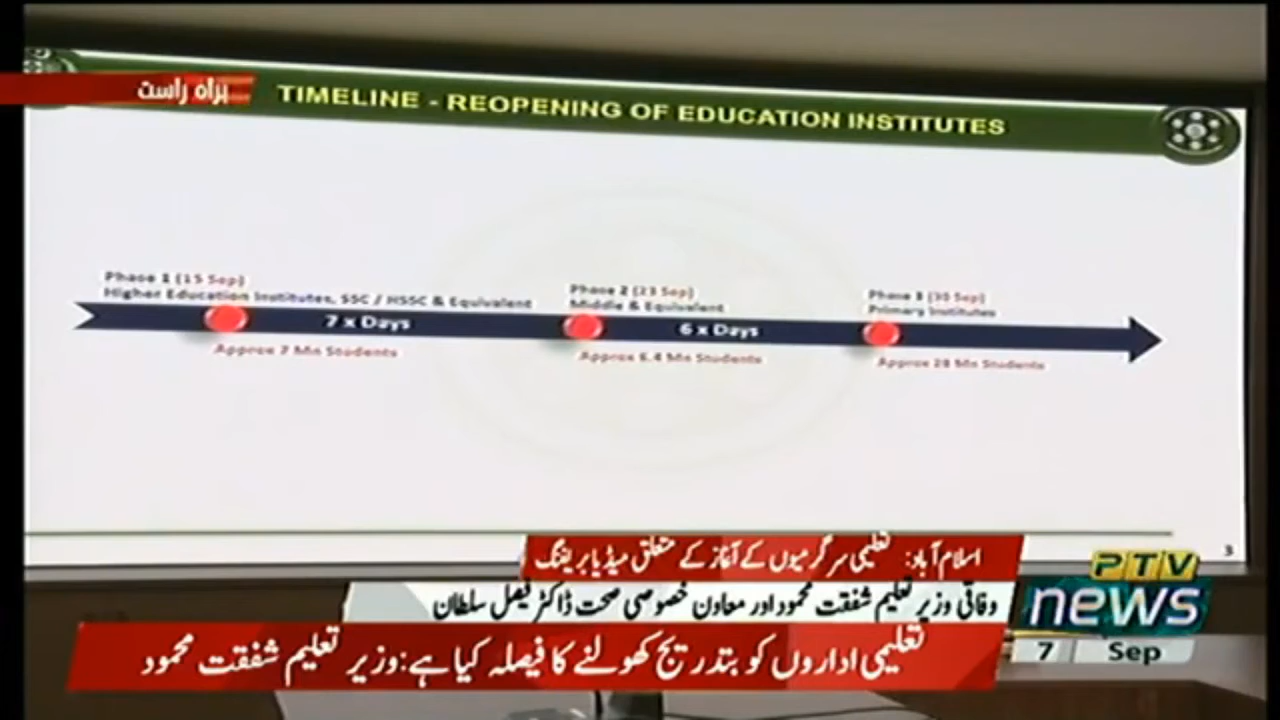 براہ راست
TIMELINE - REOPENING OF EDUCATION INSTITUTES
Phase 1 (15 Sep)
Higher Education Institutes, SSC / HSSC & Equivalent
Phase 2 (23 Sep)
Middle & Equivalent
Phase 3 (30 Sep)
Primary Institutes
7 x Days
6 x Days
Approx 7 Mn Students
Approx 6.4 Mn Students
Approx 28 Mn Students
3
اسلام آباد: تعلیمی سرگرمیوں کے آغاز کے متعلق میڈیا بریفنگ
وفاقی وزیر تعلیم شفقت محمود اور معاون خصوصی صحت ڈاکٹر فیصل سلطان
تعلیمی اداروں کو بتدریج کھولنے کا فیصلہ کیا ہے: وزیر تعلیم شفقت محمود
PTV
news
7 Sep